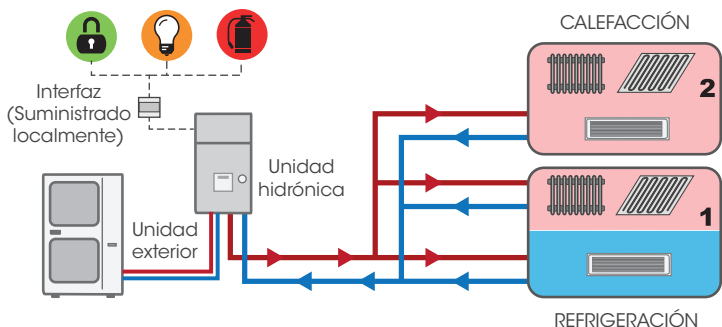 CALEFACCIÓN
Interfaz
(Suministrado
localmente)
2
Unidad
hidrónica
1
Unidad
exterior
REFRIGERACIÓN